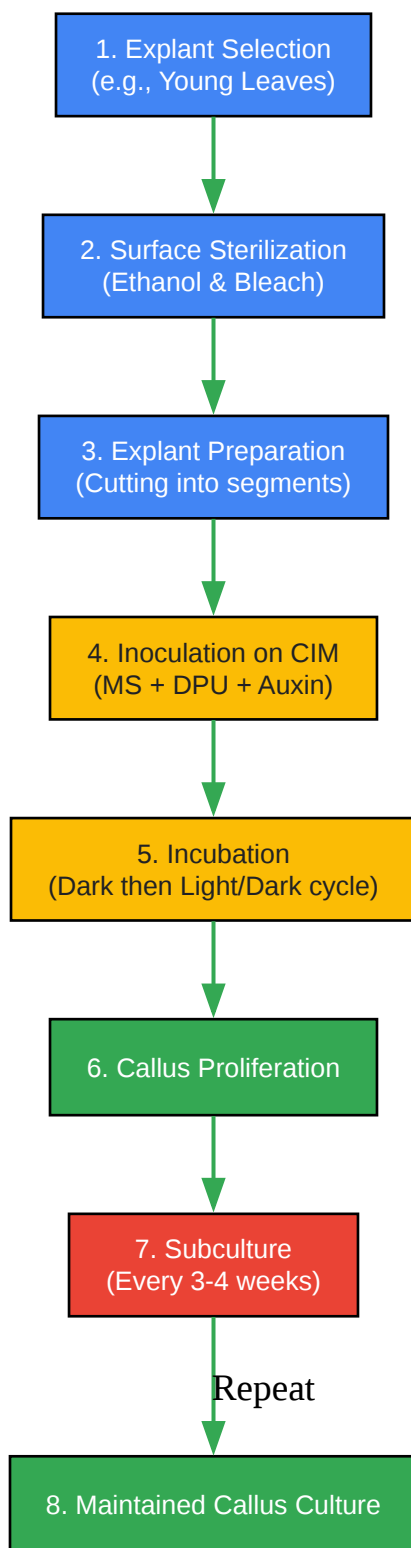 1. Explant Selection
(e.g., Young Leaves)
2. Surface Sterilization
(Ethanol & Bleach)
3. Explant Preparation
(Cutting into segments)
4. Inoculation on CIM
(MS + DPU + Auxin)
5. Incubation
(Dark then Light/Dark cycle)
6. Callus Proliferation
7. Subculture
(Every 3-4 weeks)
Repeat
8. Maintained Callus Culture